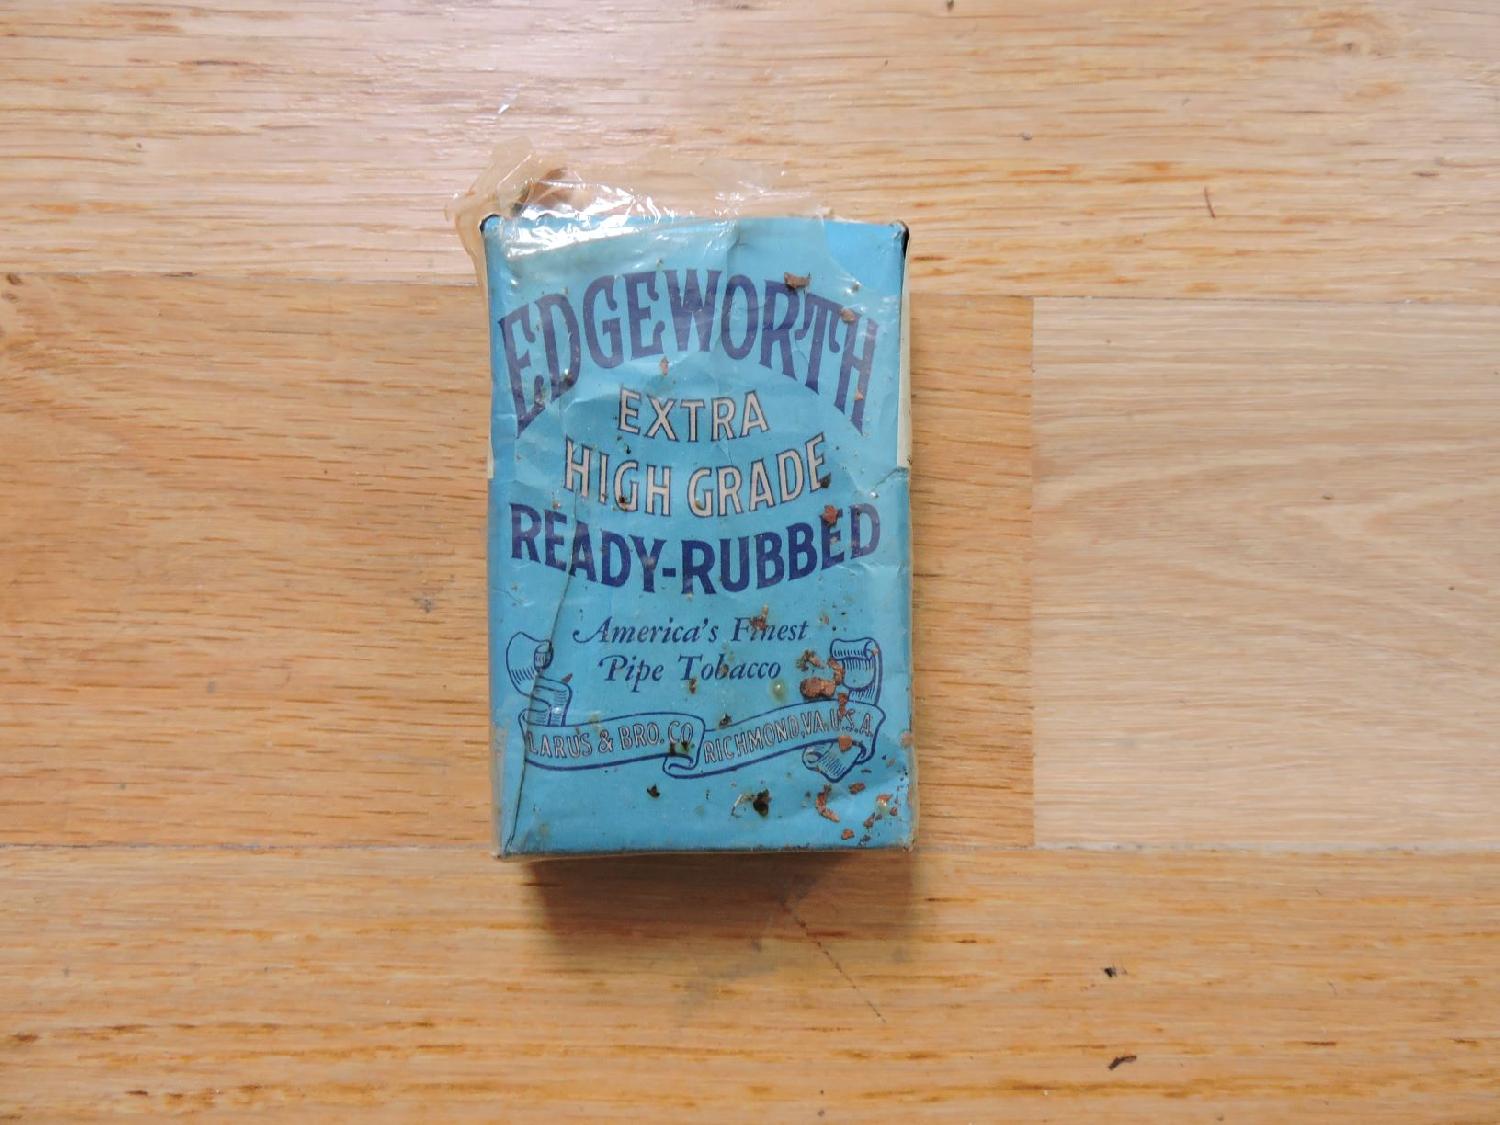 EDGEWORTH
EXTRA
HIGH GRADE
READY-RUBBED
America's Finest
Pipe Tobacco
LARUS & BRO. CO. RICHMOND, VA. U.S.A.